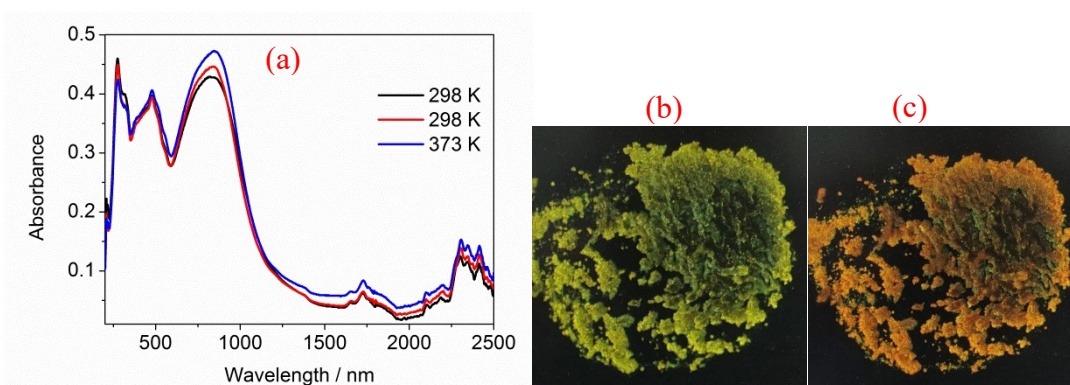 (a)
(b)
(c)
298 K
298 K
373 K
Absorbance
0.5
0.4
0.3
0.2
0.1
500
1000
1500
2000
2500
Wavelength / nm